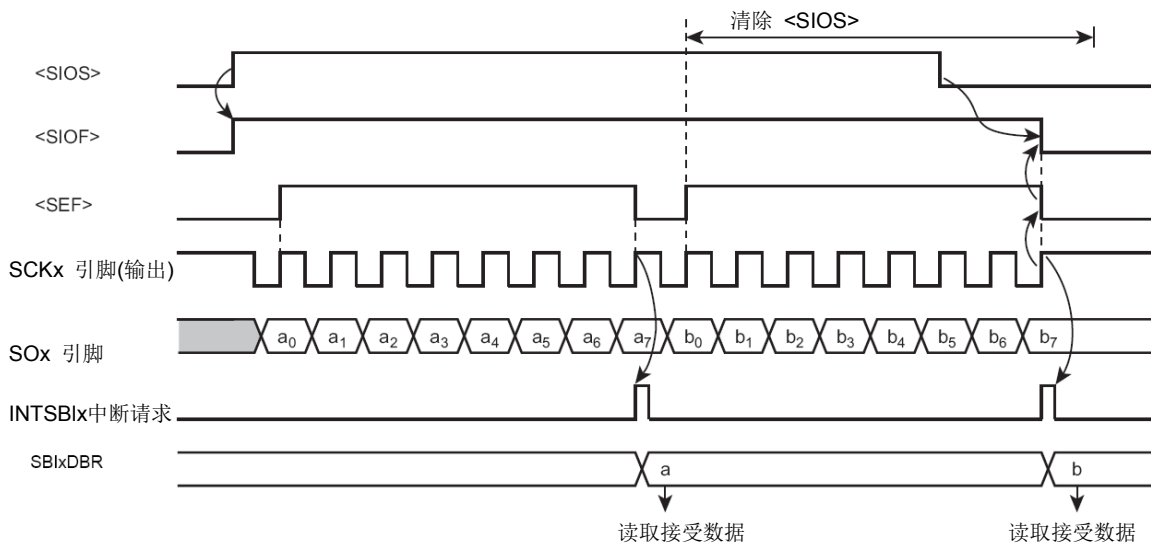 清除 <SIOS>
<SIOS>
<SIOF>
<SEF>
SCKx 引脚(输出)
SOx 引脚
a0 a1 a2 a3 a4 a5 a6 a7 b0 b1 b2 b3 b4 b5 b6 b7
INTSBIx中断请求
SBIxDBR
a b
读取接受数据 读取接受数据